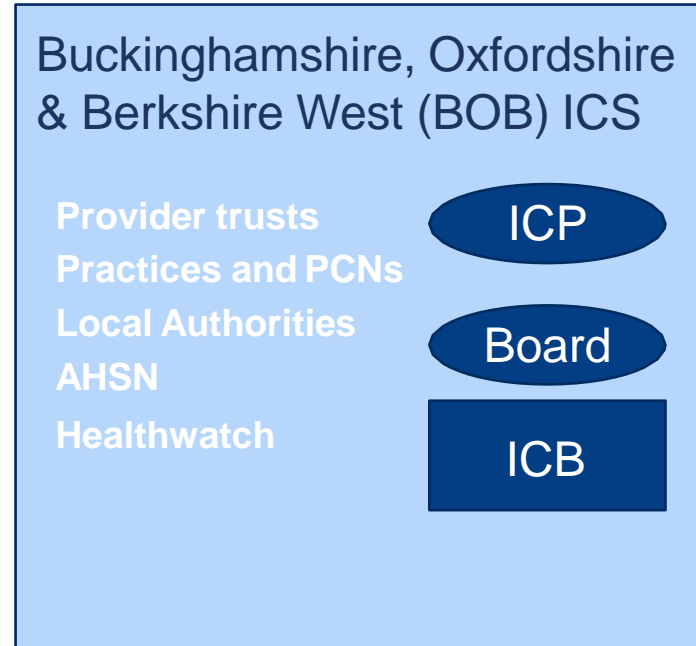 Buckinghamshire, Oxfordshire
& Berkshire West (BOB) ICS
Provider trusts
Practices and PCNs
Local Authorities
AHSN
Healthwatch
ICP
Board
ICB